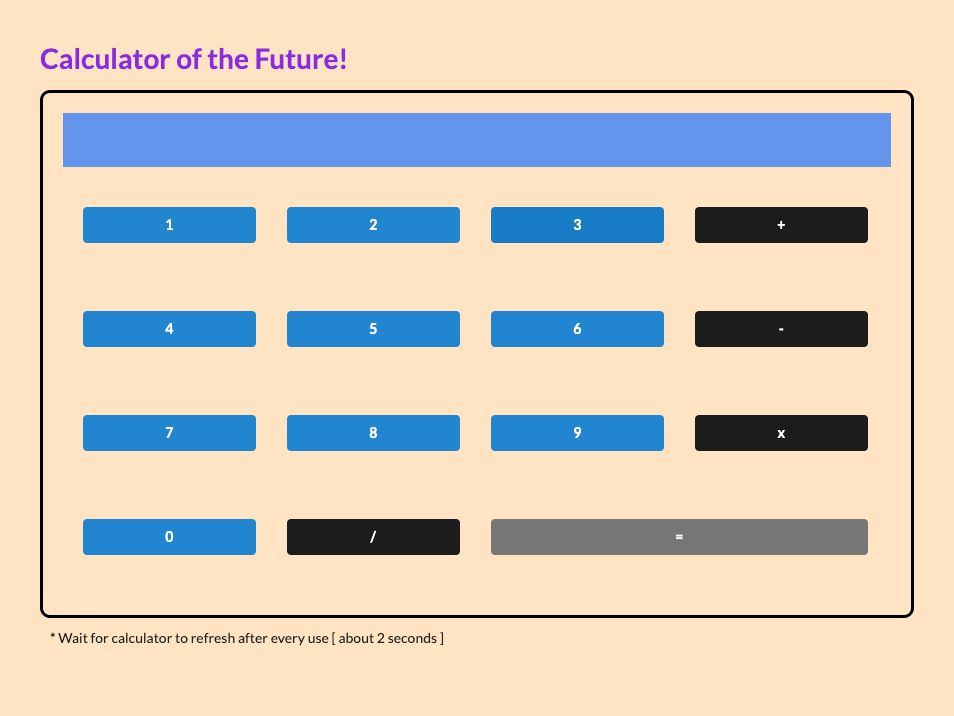 Calculator of the Future!
1 2 3 +
4 5 6 -
7 8 9 x
0 / =
* Wait for calculator to refresh after every use [ about 2 seconds ]